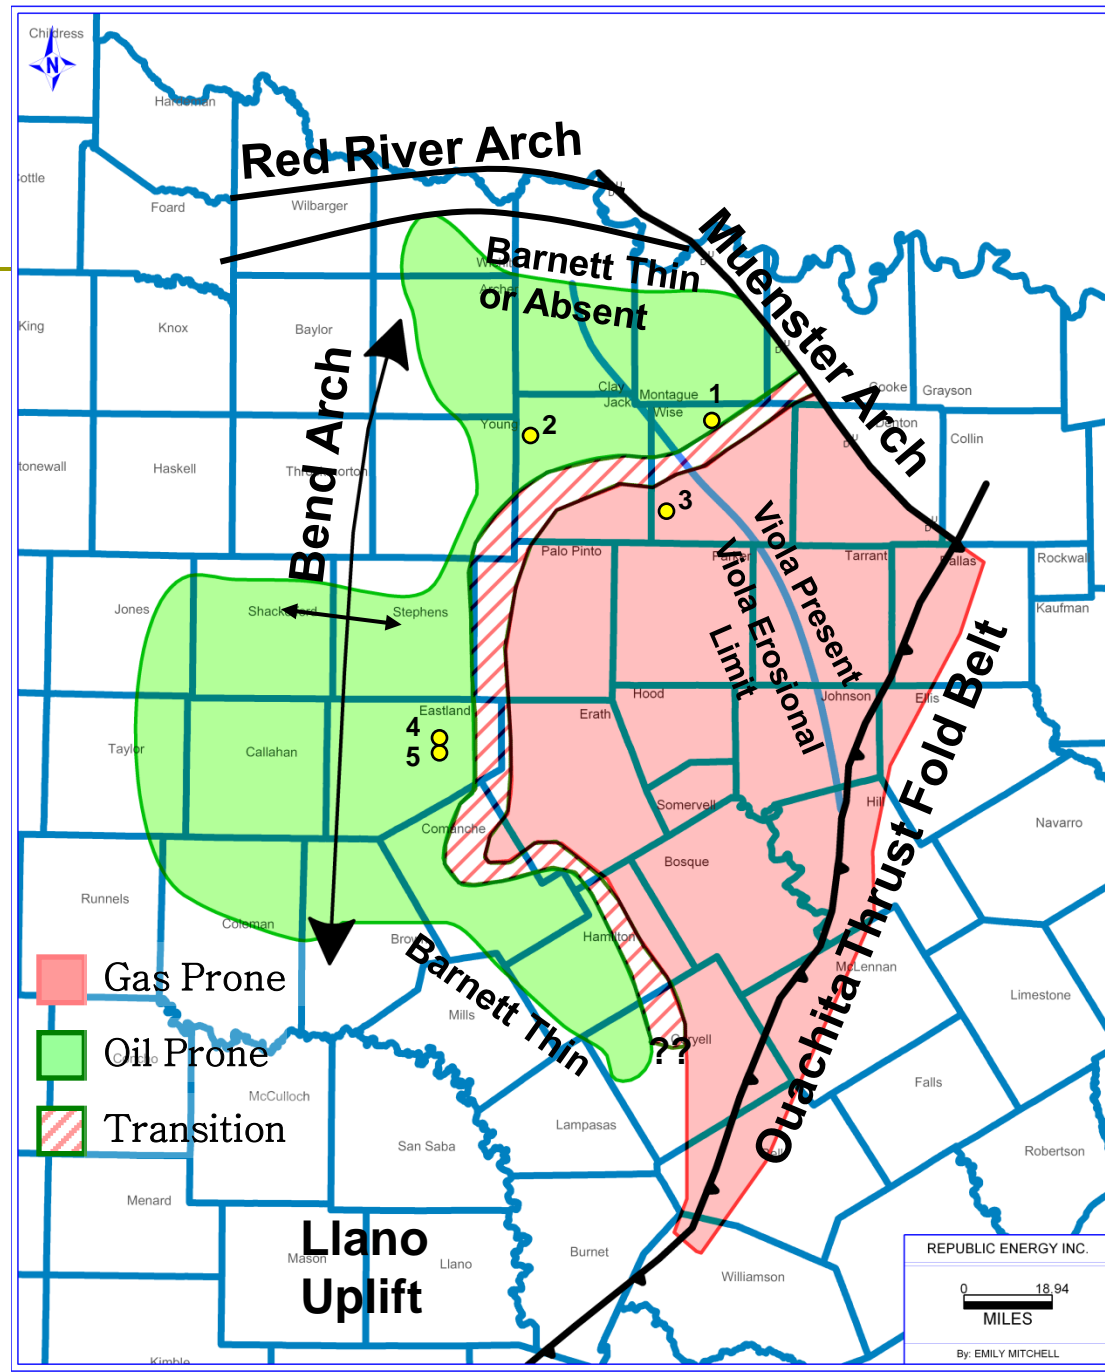 Childress
N
Hardeman
Red River Arch
ottle
Foard
Wilbarger
U
D
Muenster Arch
Barnett Thin
or Absent
Archer
U
D
King
Knox
Baylor
U
D
Bend Arch
Clay
Jack
Montague
Wise
1
Cooke
Grayson
Young
2
Denton
U
D
Collin
tonewall
Haskell
Throckmorton
3
Viola Present
Viola Erosional
Limit
U
D
Palo Pinto
Parker
Tarrant
Dallas
Rockwal
Jones
Shackelford
Stephens
Kaufman
Hood
Johnson
Ellis
Eastland
Erath
4
5
Taylor
Callahan
Somervell
Hill
Navarro
Comanche
Bosque
Ouachita Thrust Fold Belt
Runnels
Coleman
Brown
Hamilton
Barnett Thin
McLennan
Gas Prone
Limestone
Mills
Oil Prone
Concho
??
Coryell
McCulloch
Falls
Transition
San Saba
Lampasas
Bell
Robertson
Menard
Llano
Uplift
Mason
Llano
Burnet
Williamson
REPUBLIC ENERGY INC.
0 18.94
MILES
By: EMILY MITCHELL
Kimble